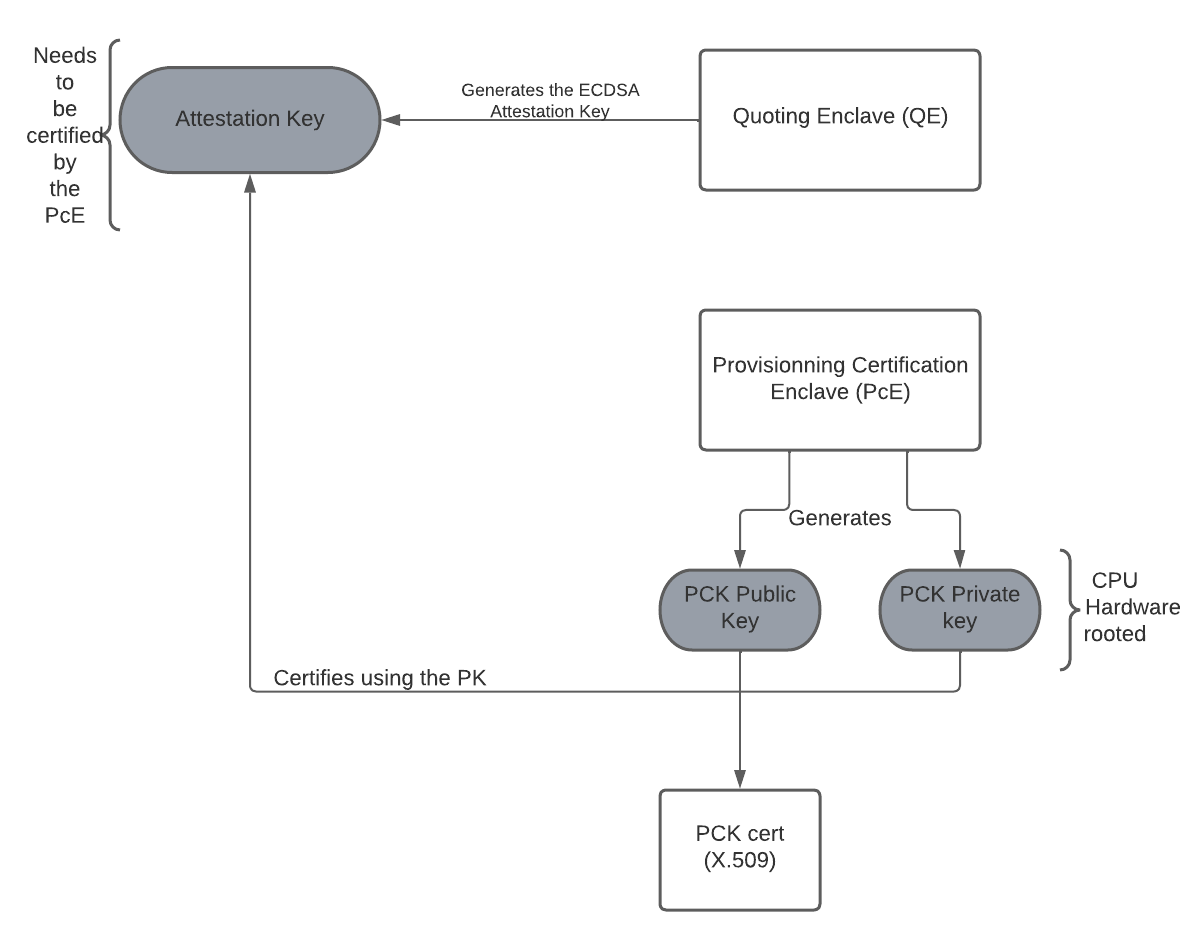 Needs
to
be
certified
by
the
PcE
Attestation Key
Generates the ECDSA
Attestation Key
Quoting Enclave (QE)
Provisionning Certification
Enclave (PcE)
Generates
PCK Public
Key
PCK Private
key
CPU
Hardware
rooted
Certifies using the PK
PCK cert
(X.509)